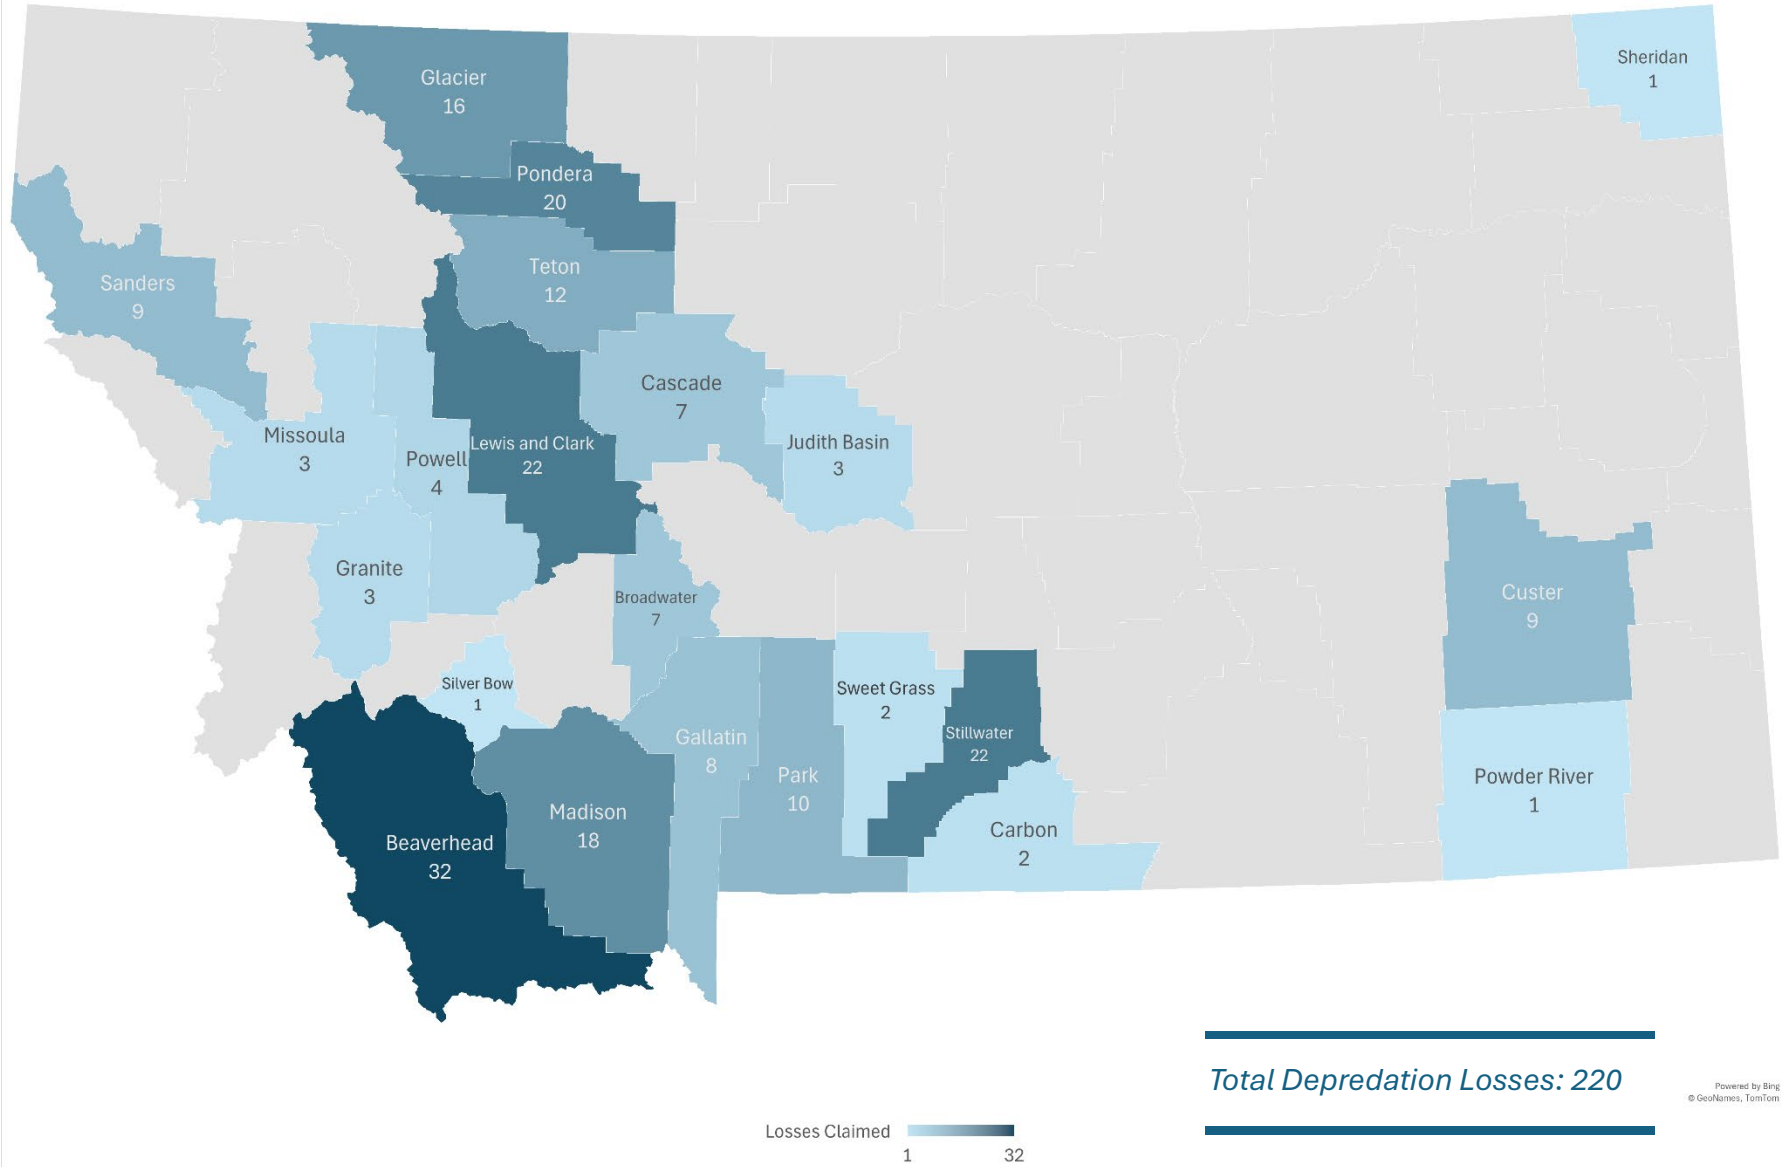 Sheridan
1
Glacier
16
Pondera
20
Teton
12
Sanders
9
Cascade
7
Missoula
3
Powell
4
Lewis and Clark
22
Judith Basin
3
Granite
3
Broadwater
7
Custer
9
Silver Bow
1
Sweet Grass
2
Stillwater
22
Gallatin
8
Park
10
Powder River
1
Madison
18
Carbon
2
Beaverhead
32
Total Depredation Losses: 220
Powered by Bing
© GeoNames, TomTom
Losses Claimed
1 32